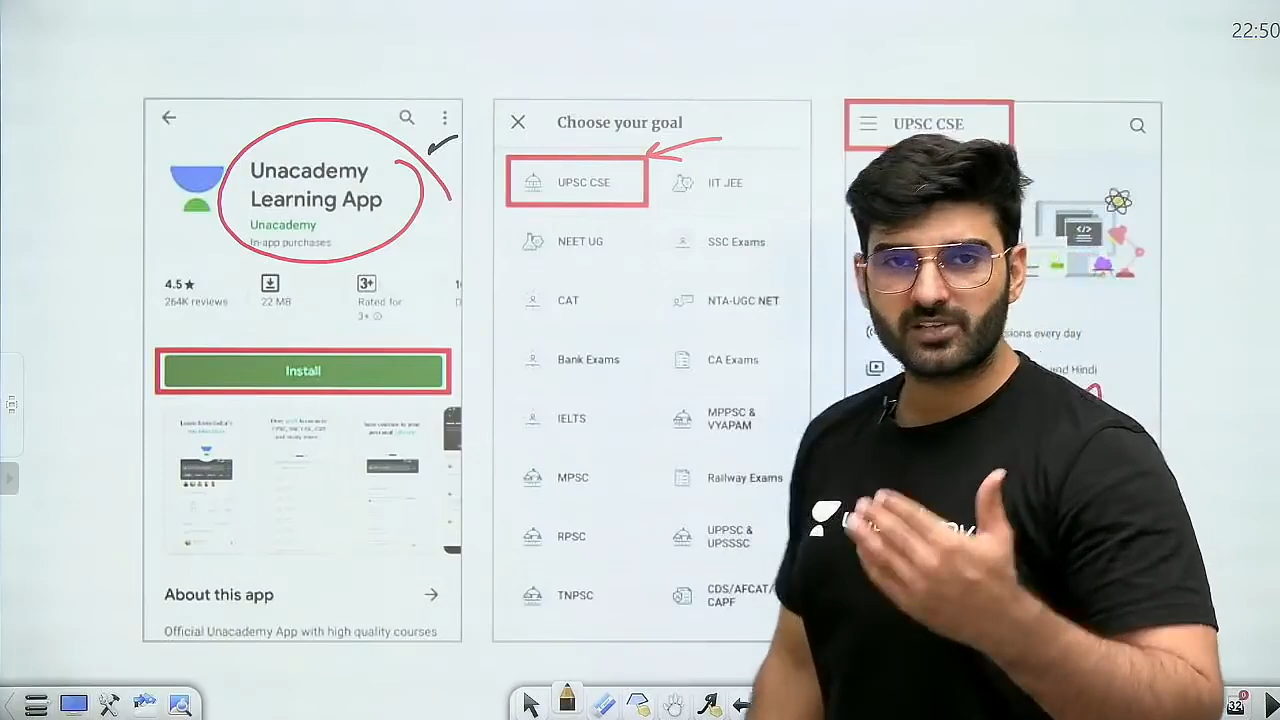 22:50
Unacademy
Learning App
Unacademy
In-app purchases
4.5★
264K reviews
22 MB
3+
Rated for
3+
Install
About this app
Official Unacademy App with high quality courses
Choose your goal
UPSC CSE
IIT JEE
NEET UG
SSC Exams
CAT
NTA-UGC NET
Bank Exams
CA Exams
IELTS
MPPSC &
VYAPAM
MPSC
Railway Exams
RPSC
UPPSC &
UPSSSC
TNPSC
CDS/AFCAT/
CAPF
UPSC CSE
</>
every day
and Hindi
32